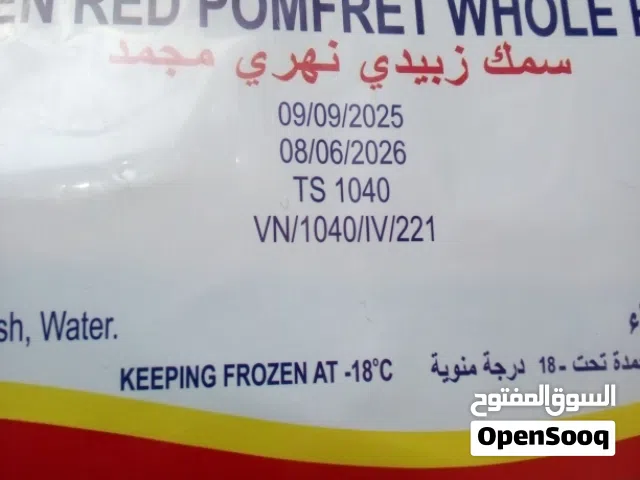 EN RED POMFRET WHOLE
سمك زبيدي نهري مجمد
09/09/2025
08/06/2026
TS 1040
VN/1040/IV/221
sh, Water.
KEEPING FROZEN AT -18°C
مدة تحت -18 درجة منوية
السوق المفتوح
OpenSooq